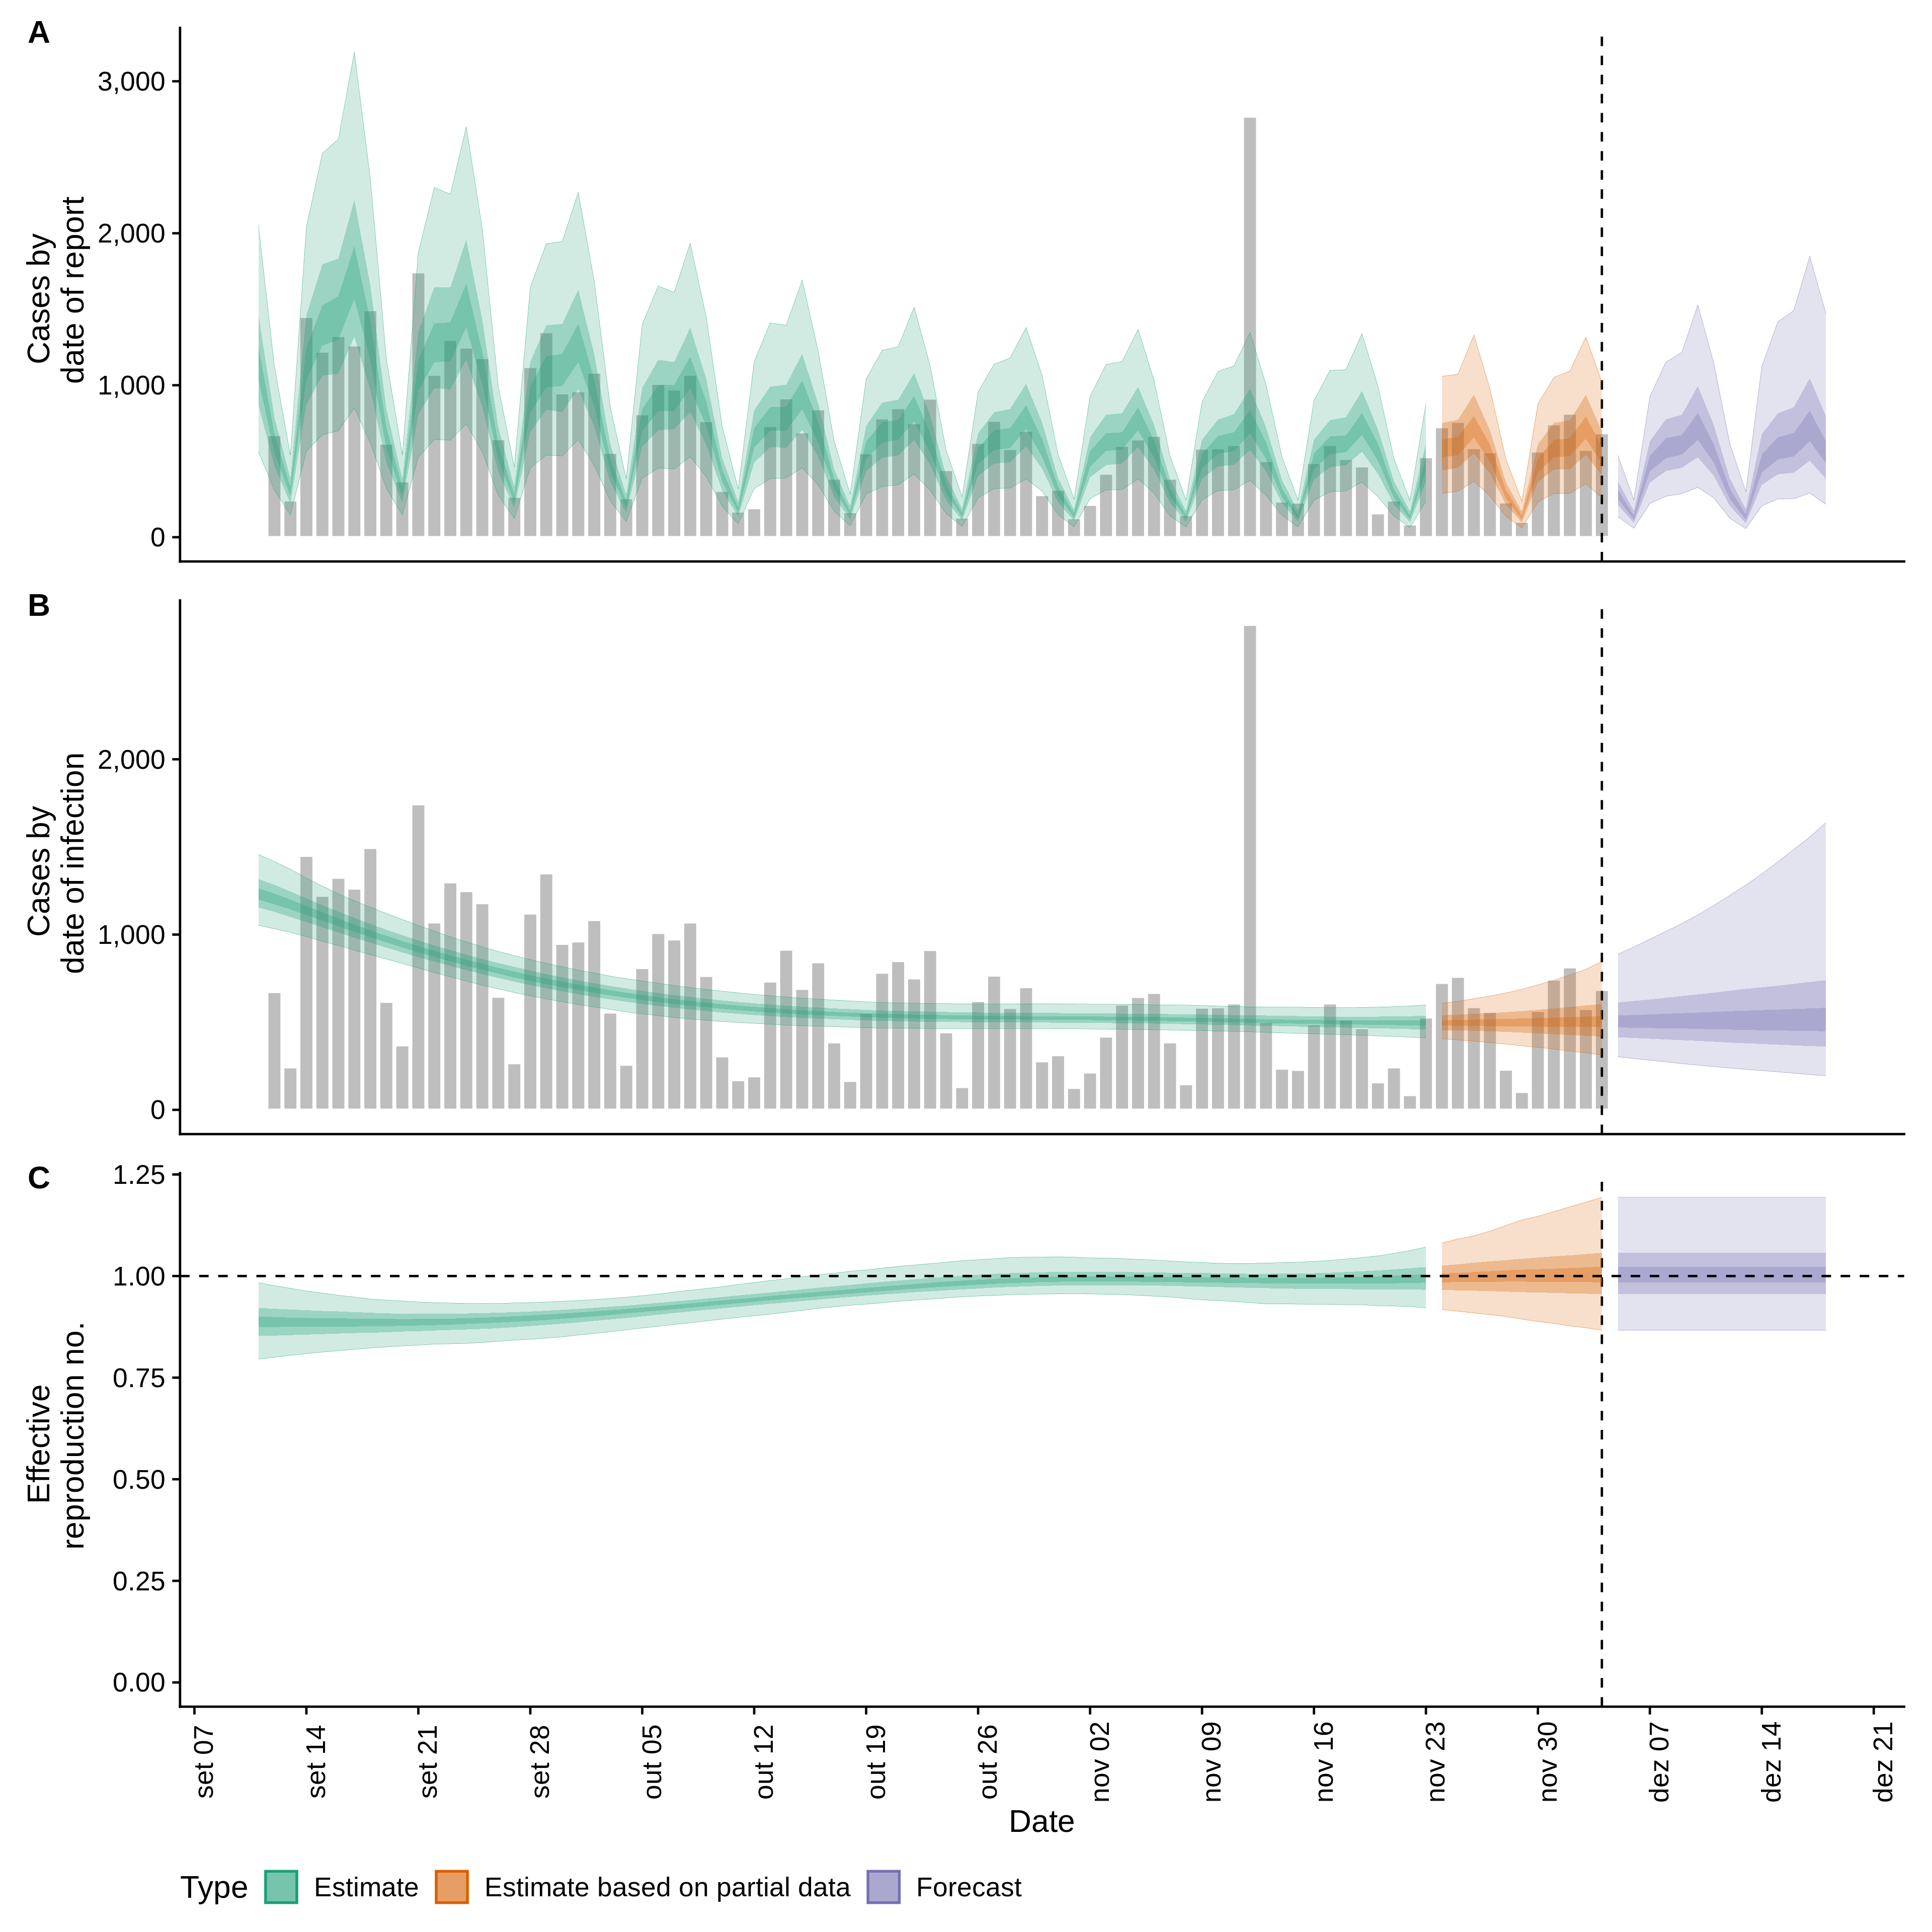 A
Cases by
date of report
3,000
2,000
1,000
0
B
Cases by
date of infection
2,000
1,000
0
C
Effective
reproduction no.
1.25
1.00
0.75
0.50
0.25
0.00
set 07
set 14
set 21
set 28
out 05
out 12
out 19
out 26
nov 02
nov 09
nov 16
nov 23
nov 30
dez 07
dez 14
dez 21
Date
Type Estimate Estimate based on partial data Forecast